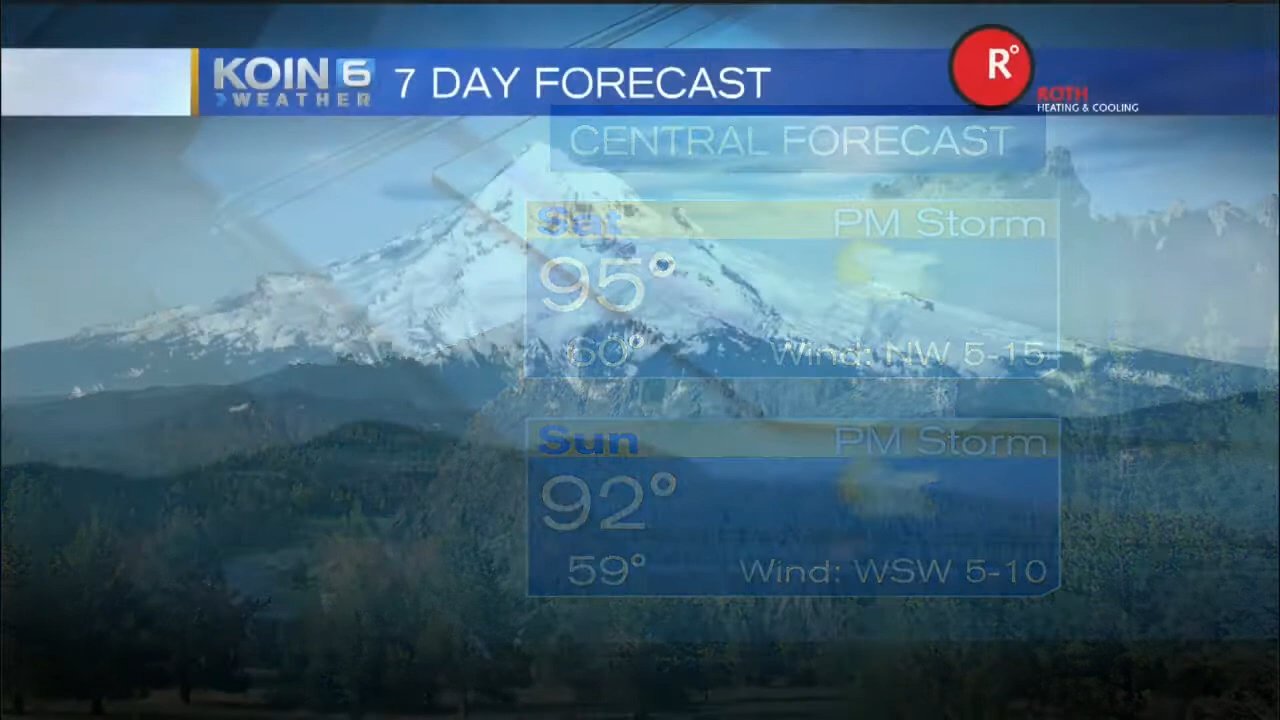 KOIN 6
WEATHER
7 DAY FORECAST
R°
ROTH
HEATING & COOLING
CENTRAL FORECAST
Sat
PM Storm
95°
60°
Wind: NW 5-15
Sun
PM Storm
92°
59°
Wind: WSW 5-10